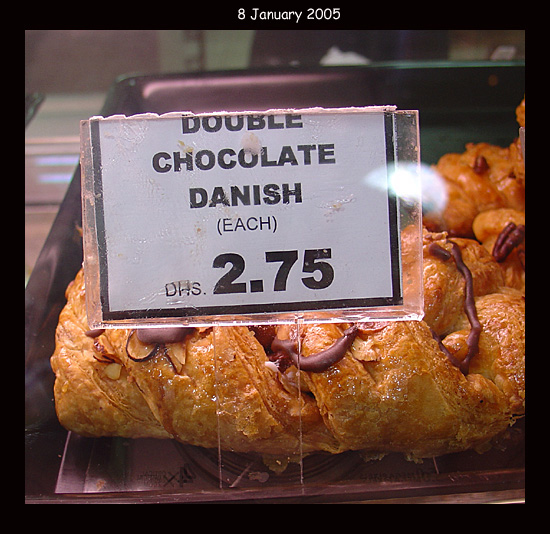 8 January 2005
DOUBLE
CHOCOLATE
DANISH
(EACH)
DHS. 2.75